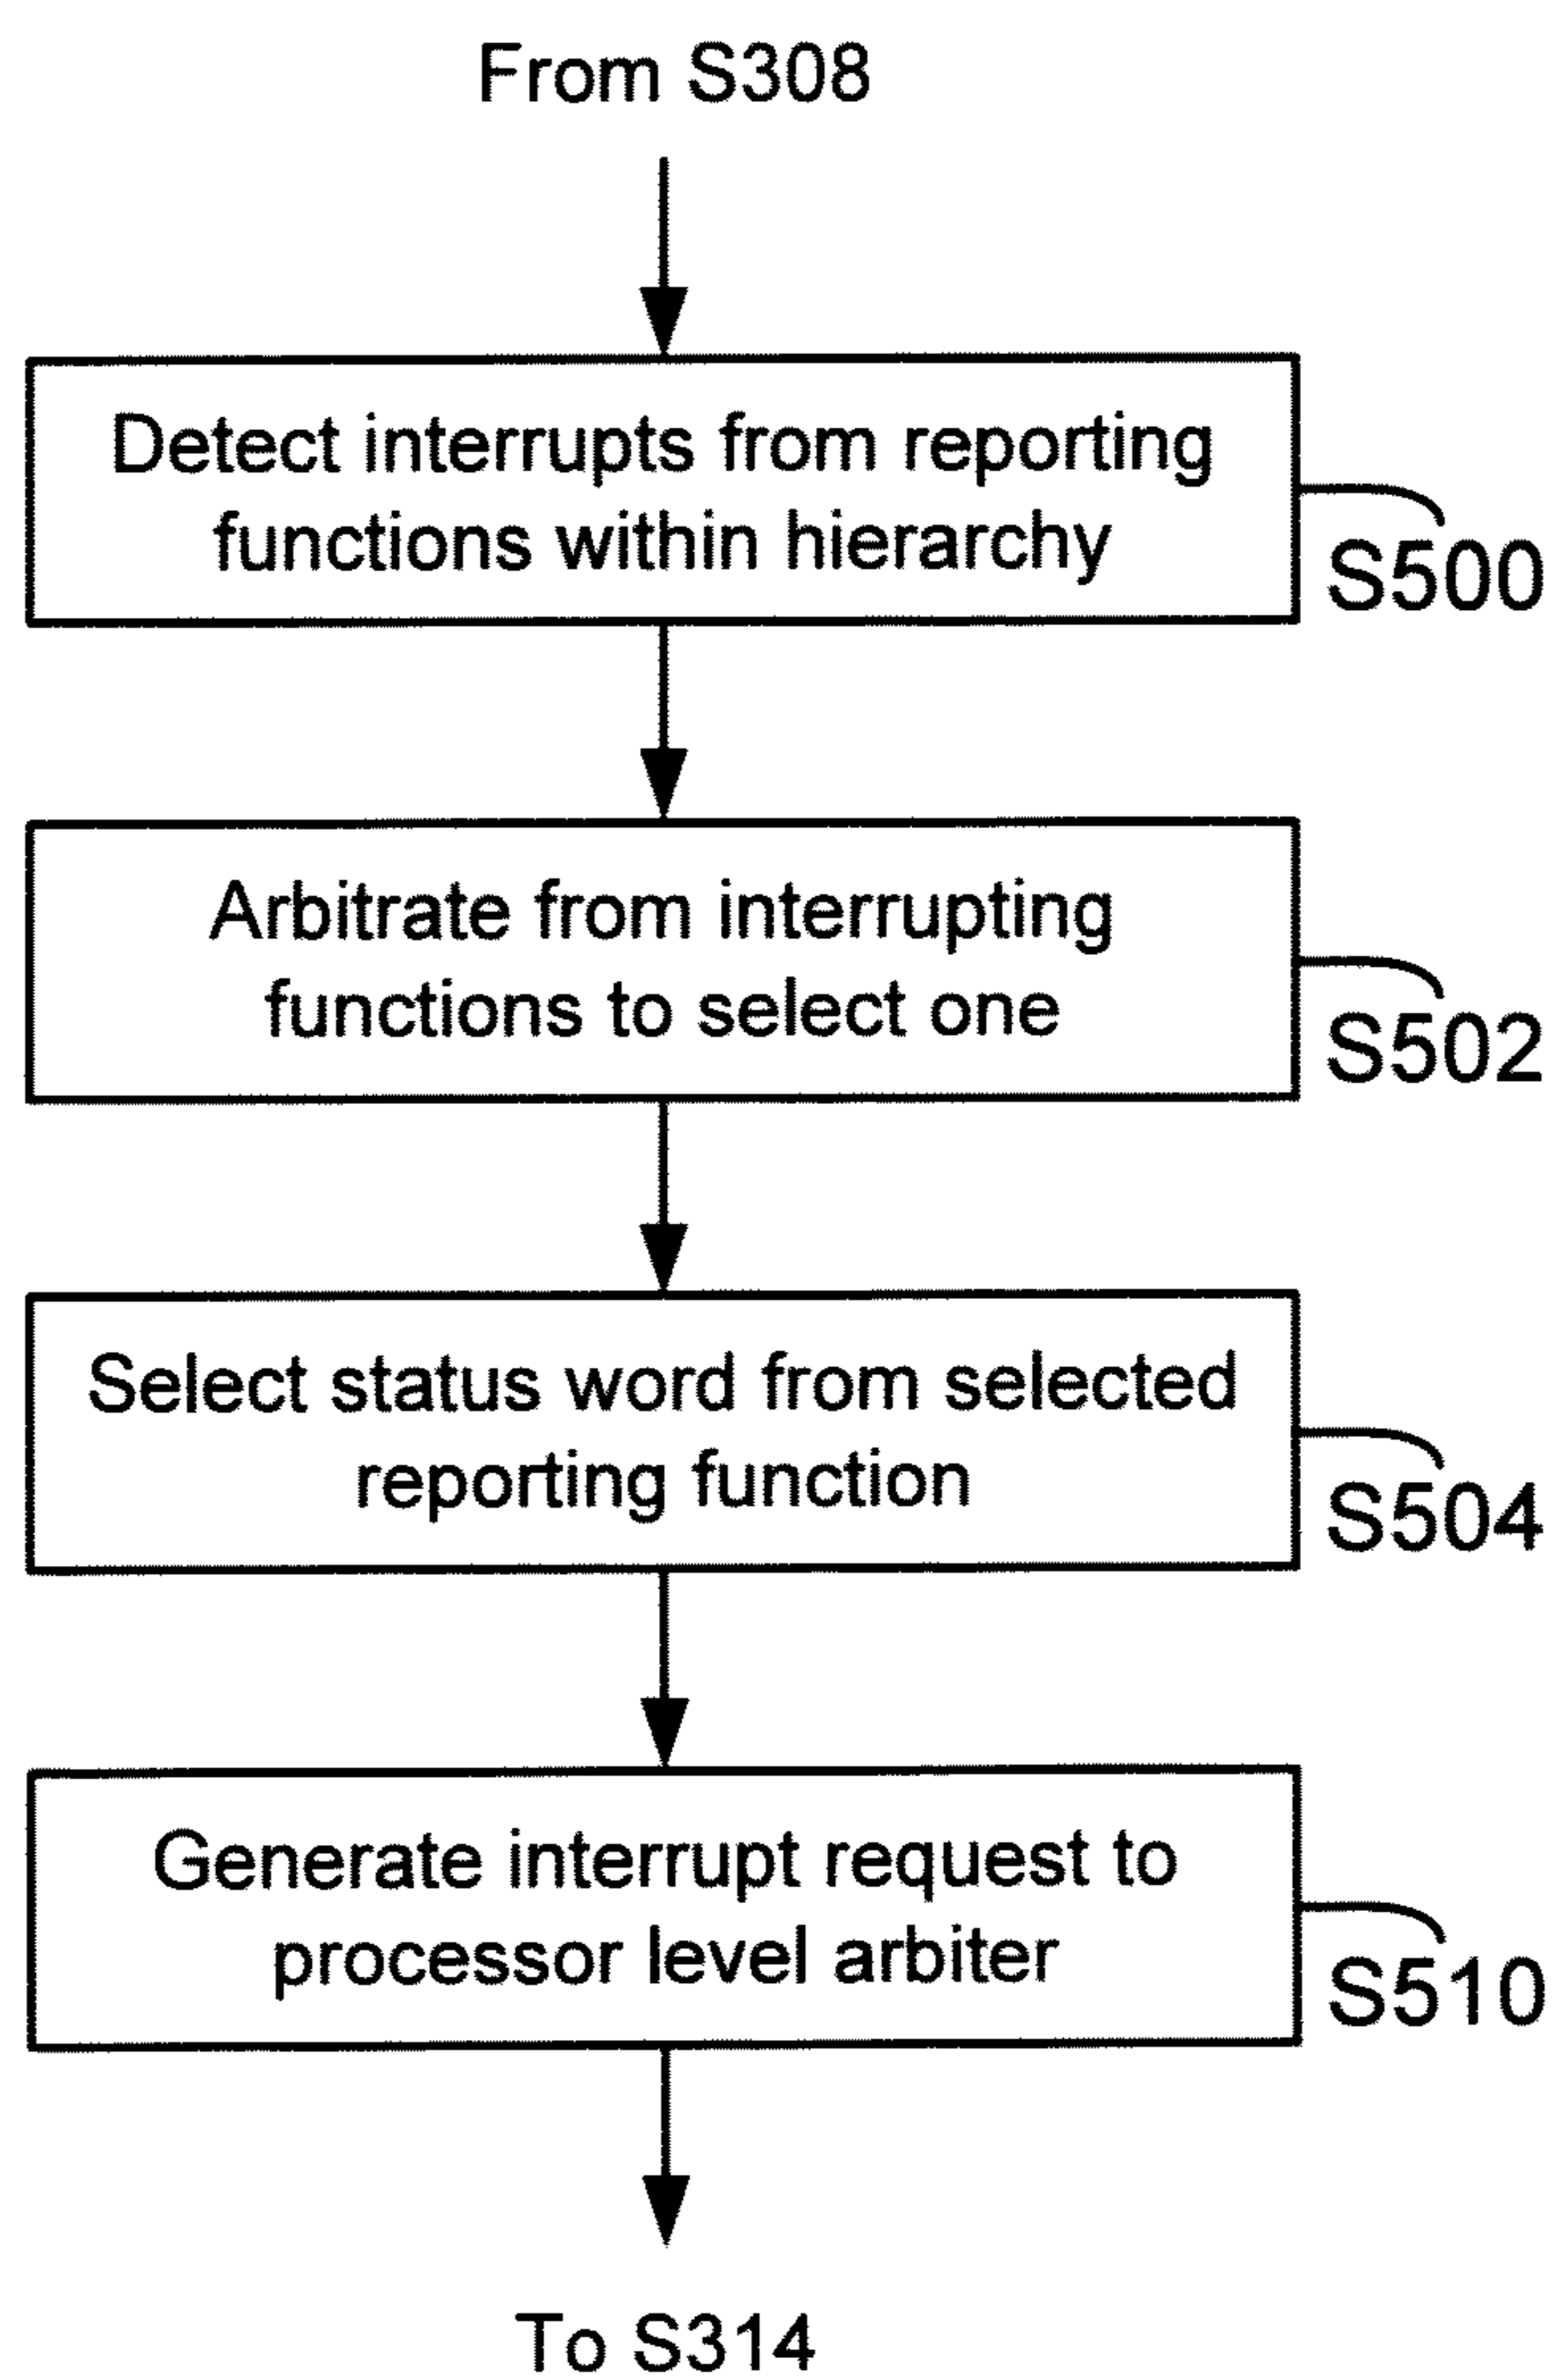 From S308
Detect interrupts from reporting
functions within hierarchy
S500
Arbitrate from interrupting
functions to select one
S502
Select status word from selected
reporting function
S504
Generate interrupt request to
processor level arbiter
S510
To S314